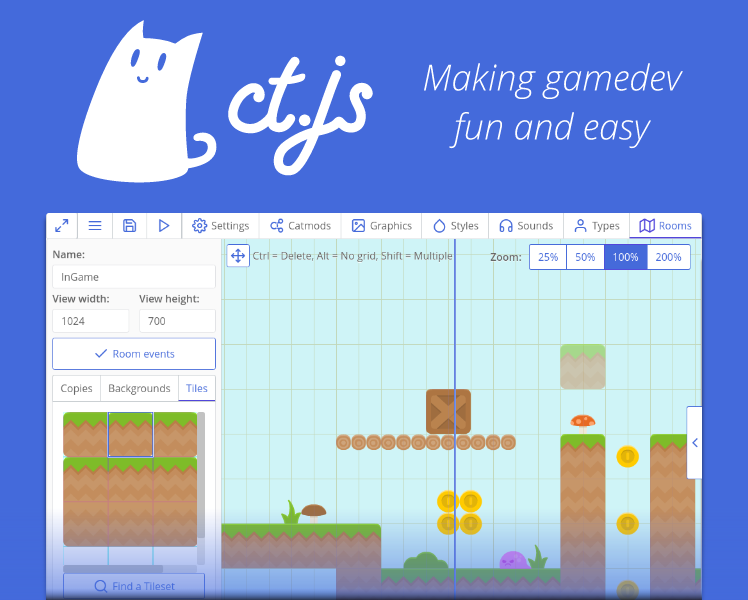 ct.js
Making gamedev
fun and easy
Settings
Catmods
Graphics
Styles
Sounds
Types
Rooms
Name:
InGame
View width:
View height:
1024
700
Room events
Copies
Backgrounds
Tiles
Find a Tileset
Ctrl = Delete, Alt = No grid, Shift = Multiple
Zoom:
25%
50%
100%
200%